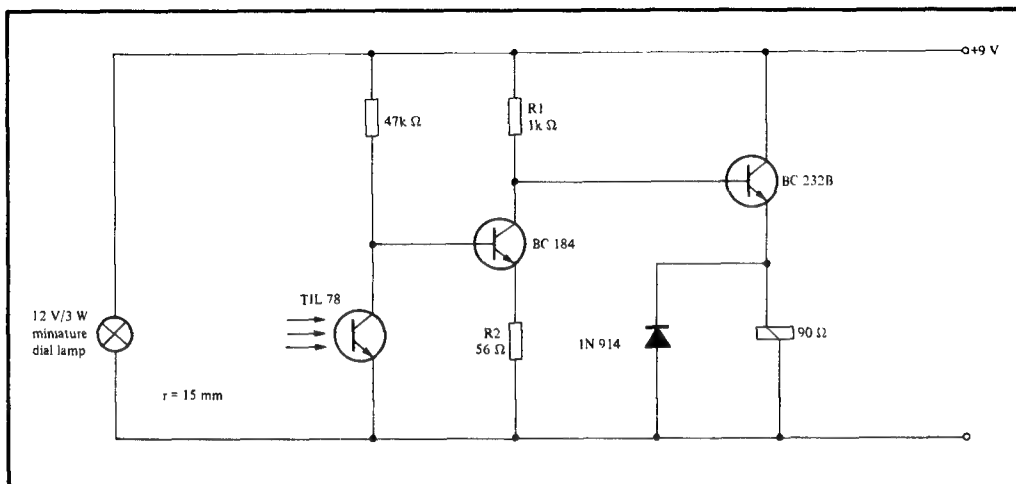 +9 V
47k Ω
R1
1k Ω
BC 232B
BC 184
TIL 78
12 V/3 W
miniature
dial lamp
R2
56 Ω
1N 914
90 Ω
r = 15 mm